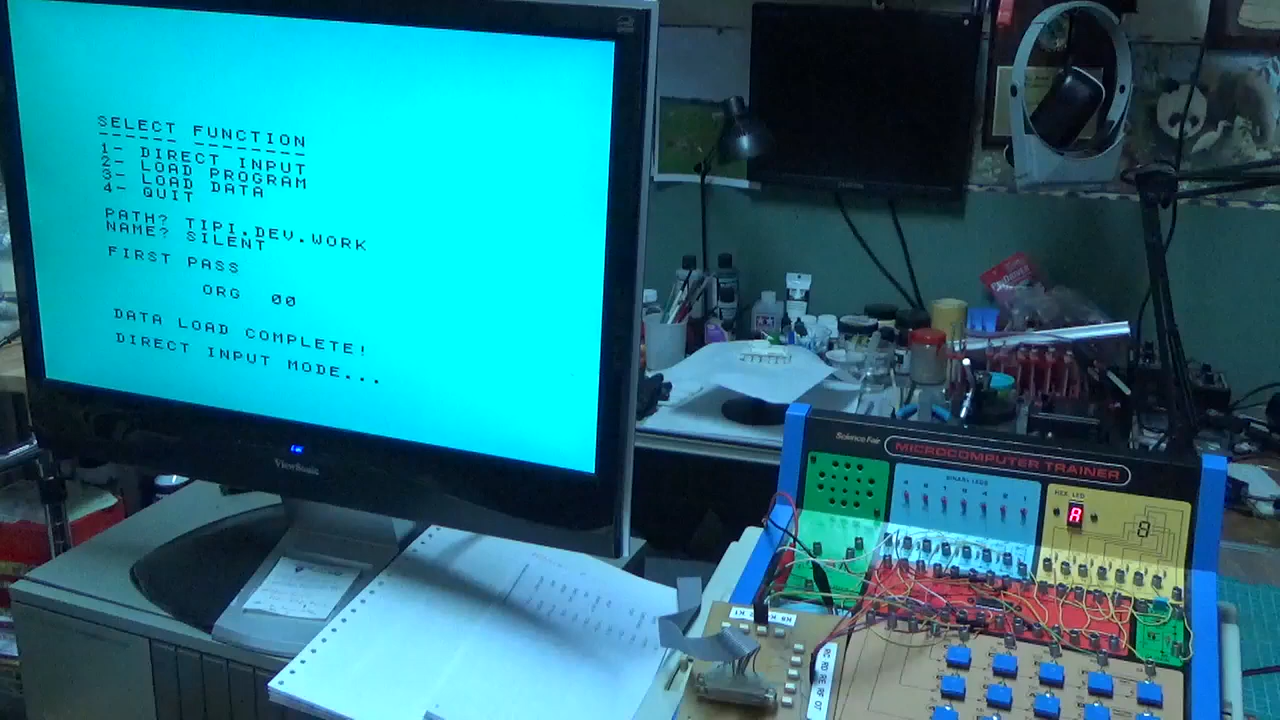 SELECT FUNCTION
------ --------
1- DIRECT INPUT
2- LOAD PROGRAM
3- LOAD DATA
4- QUIT
PATH? TIPI.DEV.WORK
NAME? SILENT
FIRST PASS
ORG 00
DATA LOAD COMPLETE!
DIRECT INPUT MODE...
ViewSonic
Science Fair
MICROCOMPUTER TRAINER
BINARY LEDS
HEX LED
A